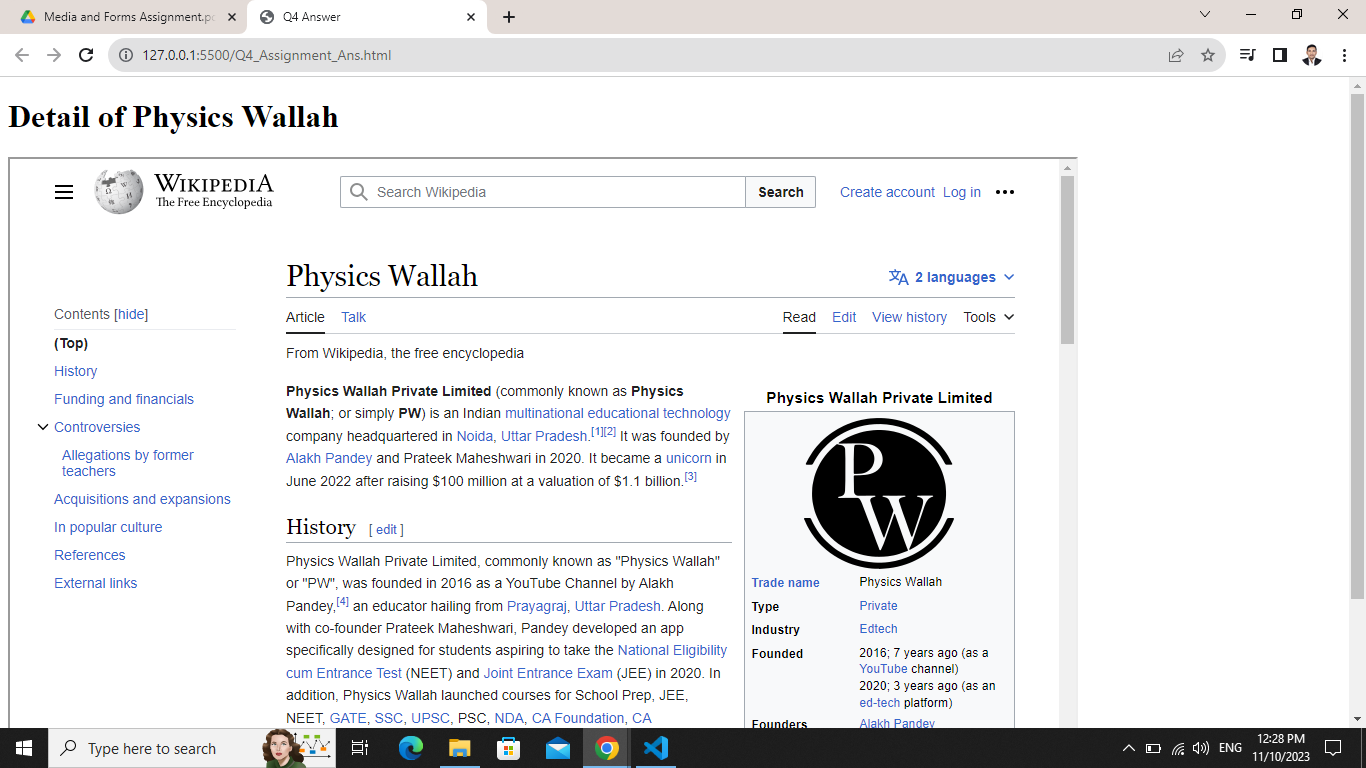 Media and Forms Assignment.pd
Q4 Answer
127.0.0.1:5500/Q4_Assignment_Ans.html
Detail of Physics Wallah
WIKIPEDIA
The Free Encyclopedia
Search Wikipedia
Search
Create account Log in
Physics Wallah
2 languages
Contents [hide]
(Top)
History
Funding and financials
Controversies
Allegations by former
teachers
Acquisitions and expansions
In popular culture
References
External links
Article Talk
Read Edit View history Tools
From Wikipedia, the free encyclopedia
Physics Wallah Private Limited (commonly known as Physics
Wallah; or simply PW) is an Indian multinational educational technology
company headquartered in Noida, Uttar Pradesh.[1][2] It was founded by
Alakh Pandey and Prateek Maheshwari in 2020. It became a unicorn in
June 2022 after raising $100 million at a valuation of $1.1 billion.[3]
History [ edit ]
Physics Wallah Private Limited, commonly known as "Physics Wallah"
or "PW", was founded in 2016 as a YouTube Channel by Alakh
Pandey,[4] an educator hailing from Prayagraj, Uttar Pradesh. Along
with co-founder Prateek Maheshwari, Pandey developed an app
specifically designed for students aspiring to take the National Eligibility
cum Entrance Test (NEET) and Joint Entrance Exam (JEE) in 2020. In
addition, Physics Wallah launched courses for School Prep, JEE,
NEET, GATE, SSC, UPSC, PSC, NDA, CA Foundation, CA
Physics Wallah Private Limited
P
W
Trade name Physics Wallah
Type Private
Industry Edtech
Founded 2016; 7 years ago (as a
YouTube channel)
2020; 3 years ago (as an
ed-tech platform)
Founders Alakh Pandey
Type here to search
ENG
12:28 PM
11/10/2023